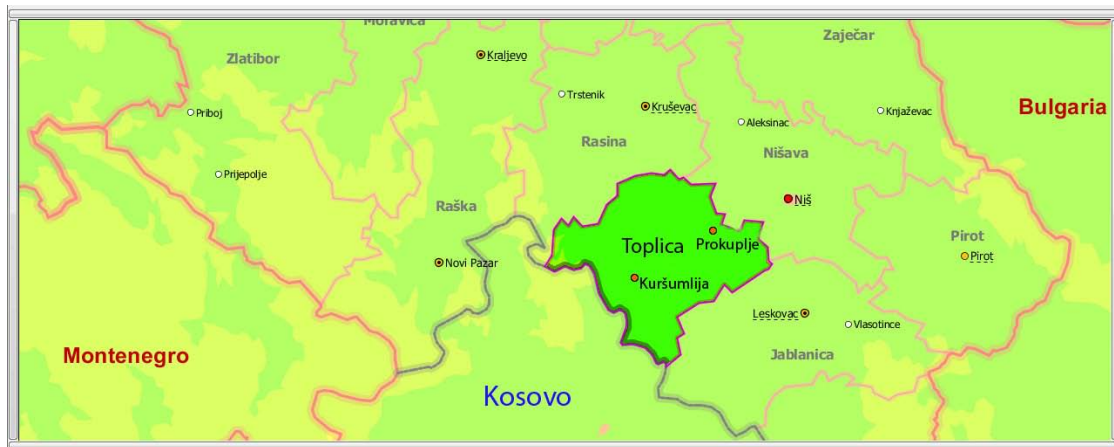 Moravica
Zaječar
Zlatibor
Kraljevo
Trstenik
Kruševac
Bulgaria
Priboj
Aleksinac
Knjaževac
Rasina
Nišava
Prijepolje
Niš
Raška
Toplica
Prokuplje
Pirot
Novi Pazar
Pirot
Kuršumlija
Leskovac
Vlasotince
Montenegro
Jablanica
Kosovo